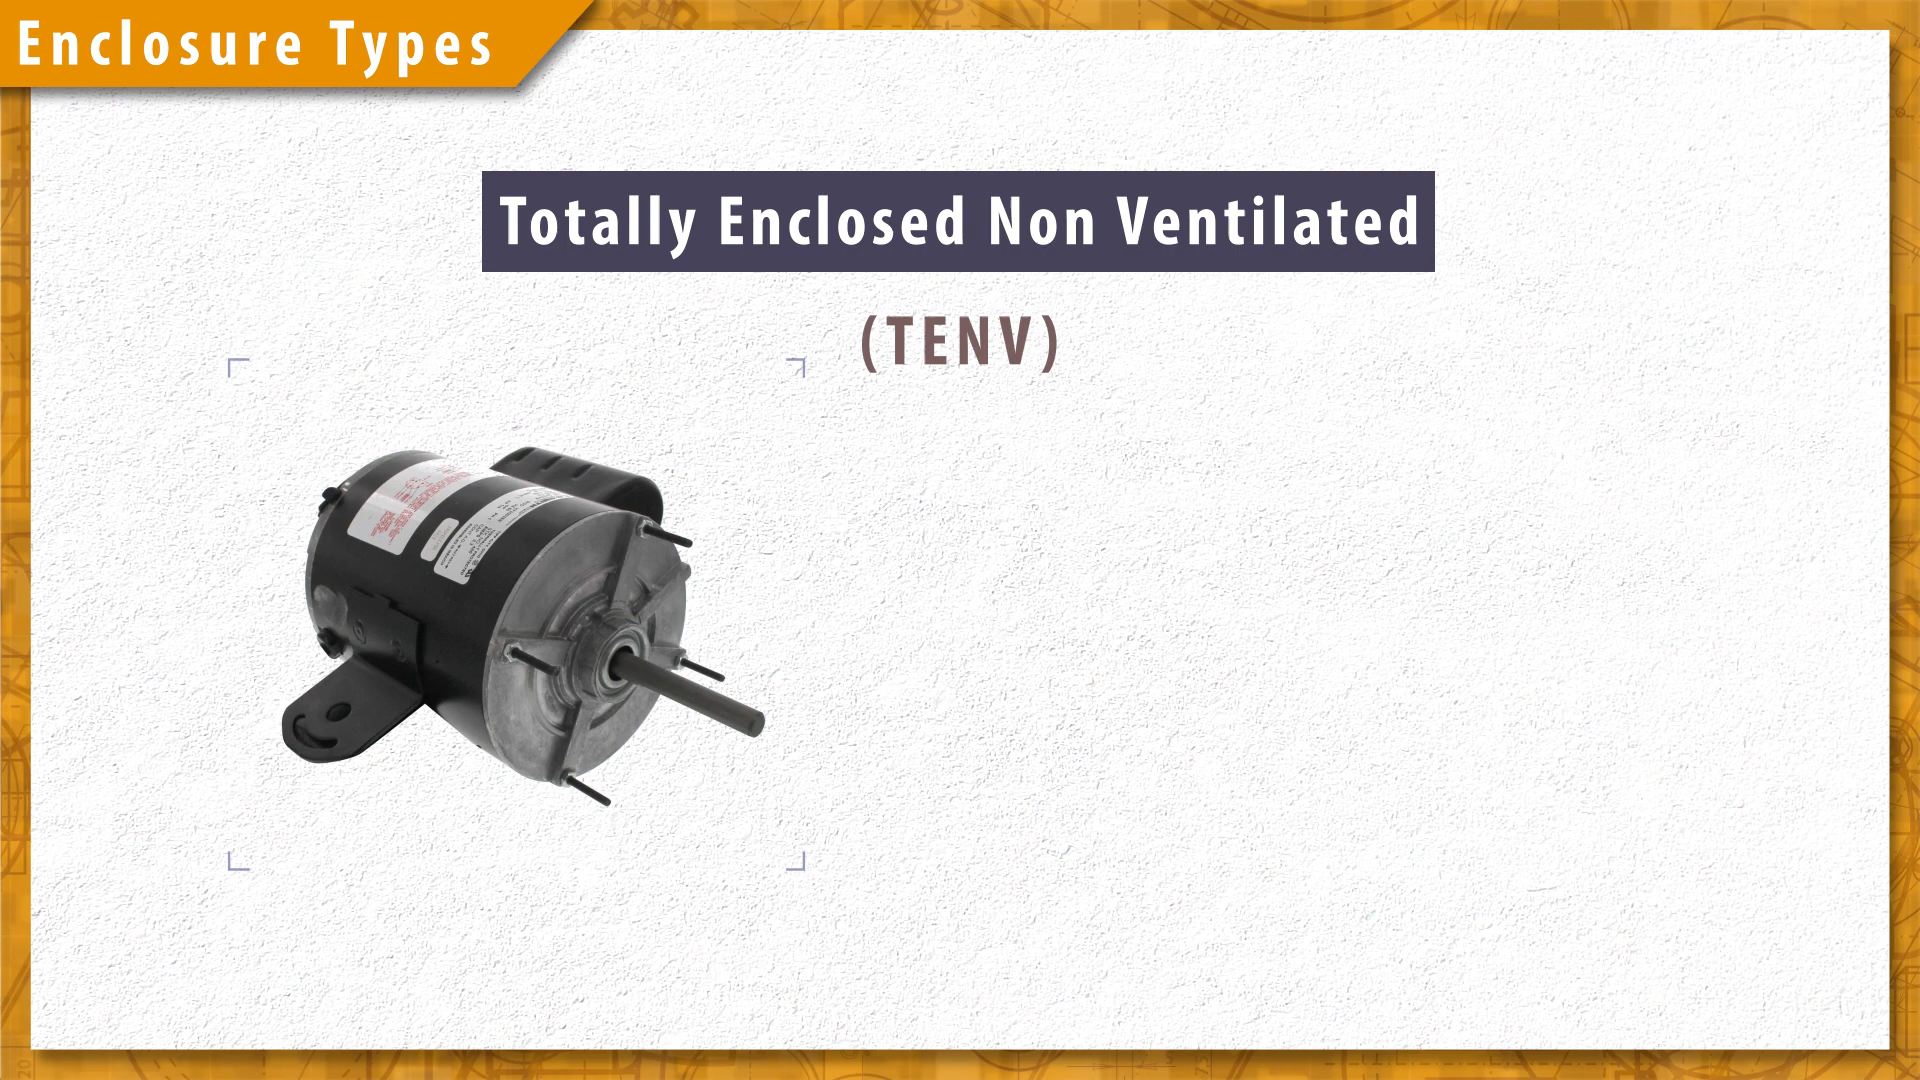 Enclosure Types
Totally Enclosed Non Ventilated
(TENV)